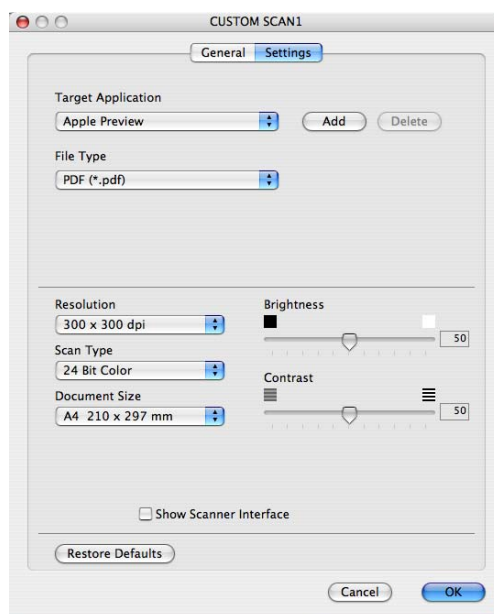 CUSTOM SCAN1
General Settings
Target Application
Apple Preview Add Delete
File Type
PDF (*.pdf)
Resolution
300 x 300 dpi
Scan Type
24 Bit Color
Document Size
A4 210 x 297 mm
Brightness
50
Contrast
50
Show Scanner Interface
Restore Defaults
Cancel OK